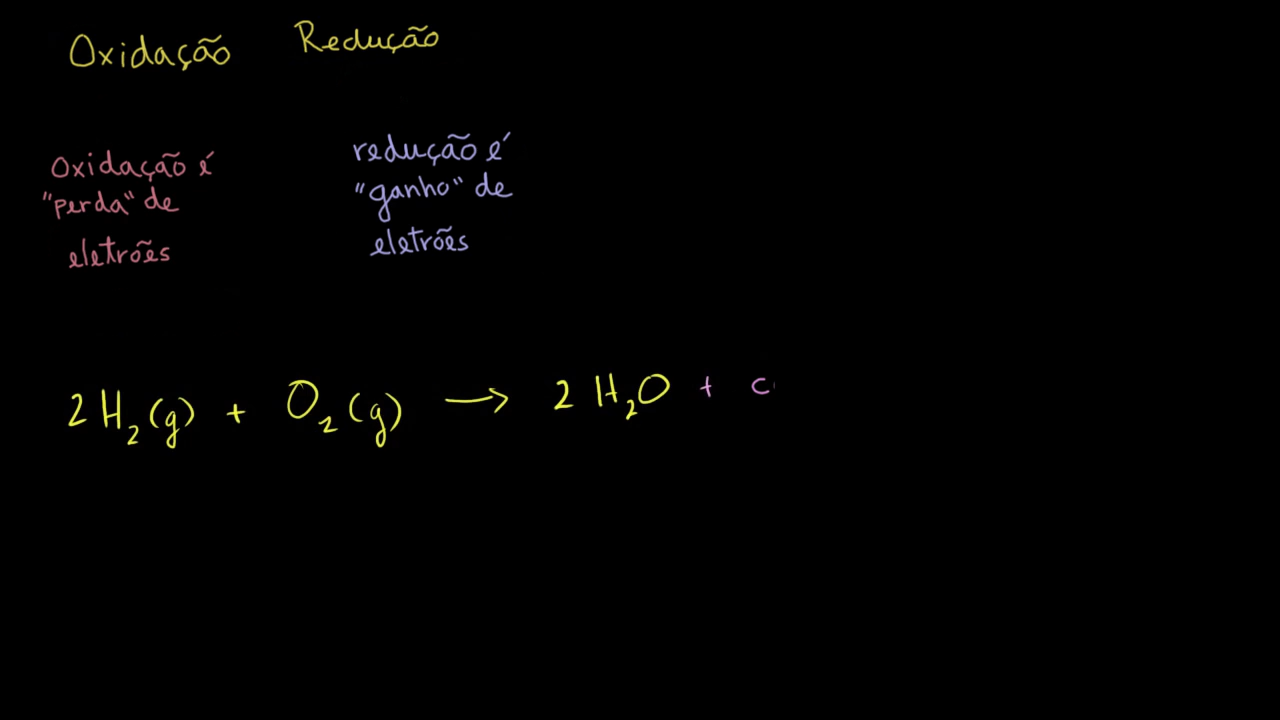 Oxidação Redução
Oxidação é
"perda" de
eletrões
redução é
"ganho" de
eletrões
2 H₂(g) + O₂(g) → 2 H₂O + c